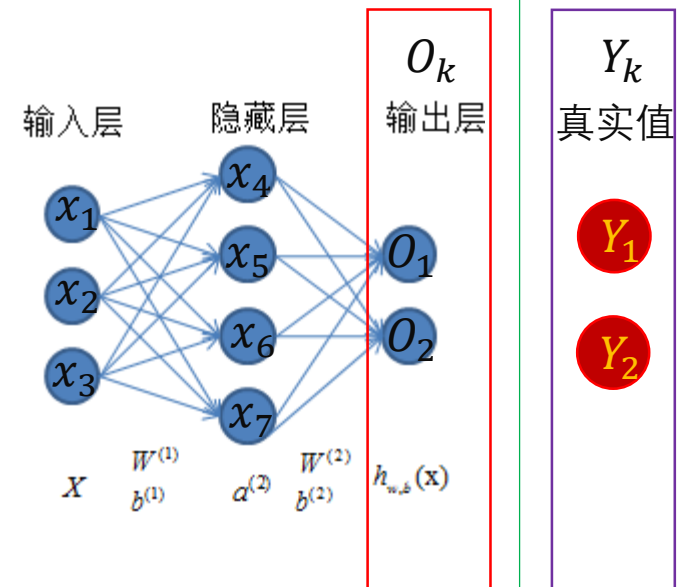 O_k
Y_k
输入层
隐藏层
输出层
真实值
x_1
x_2
x_3
x_4
x_5
x_6
x_7
O_1
O_2
Y_1
Y_2
X
W^{(1)}
b^{(1)}
a^{(2)}
W^{(2)}
b^{(2)}
h_{w,b}(x)